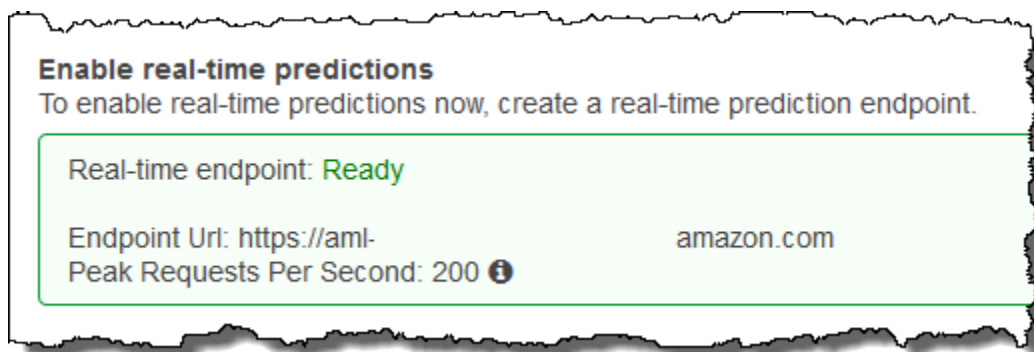 Enable real-time predictions
To enable real-time predictions now, create a real-time prediction endpoint.
Real-time endpoint: Ready
Endpoint Url: https://aml- amazon.com
Peak Requests Per Second: 200